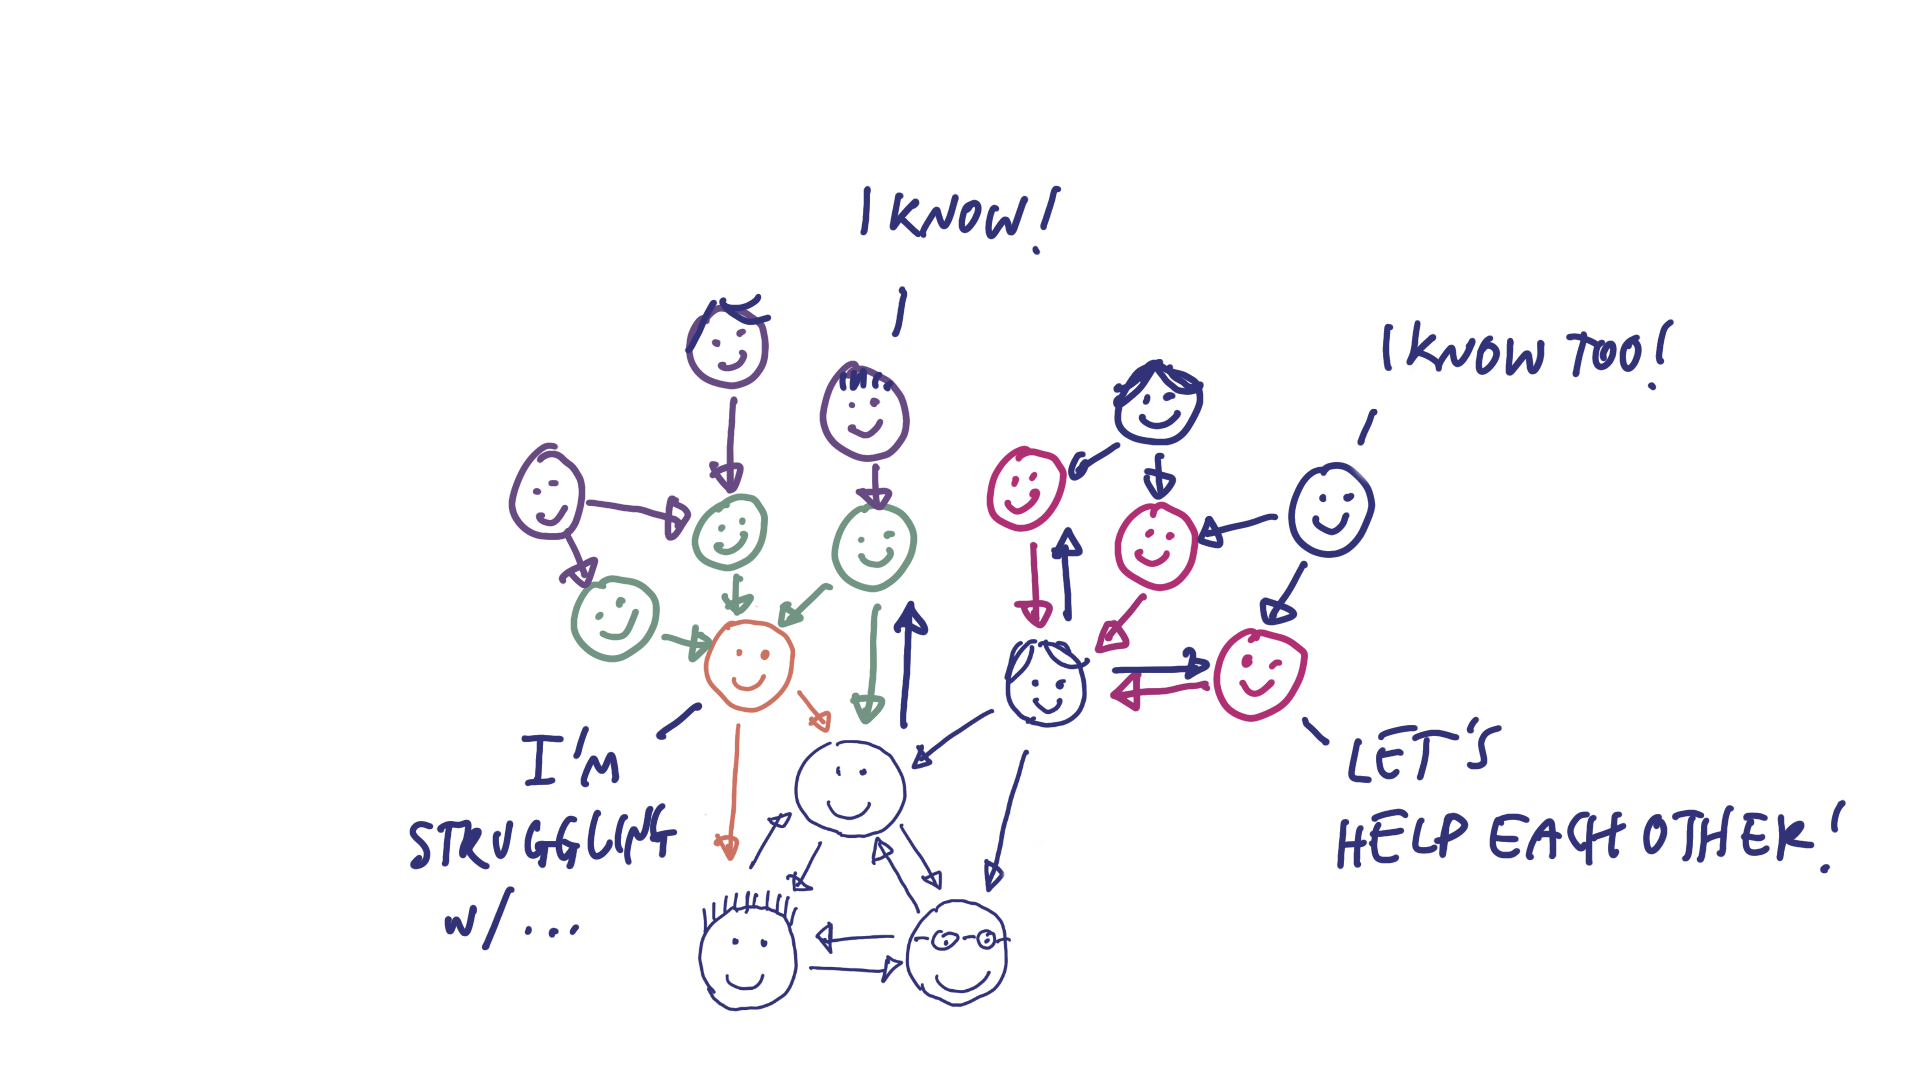 I KNOW!
I KNOW TOO!
I'M
STRUGGLING
W/...
LET'S
HELP EACH OTHER!